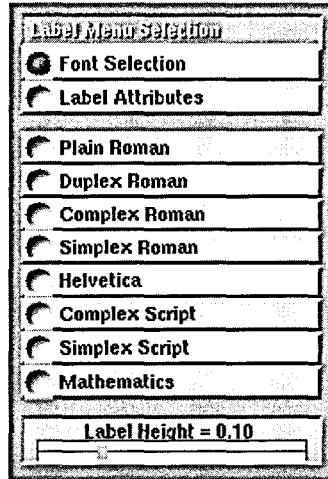 Label Menu Selection
Font Selection
Label Attributes
Plain Roman
Duplex Roman
Complex Roman
Simplex Roman
Helvetica
Complex Script
Simplex Script
Mathematics
Label Height = 0.10